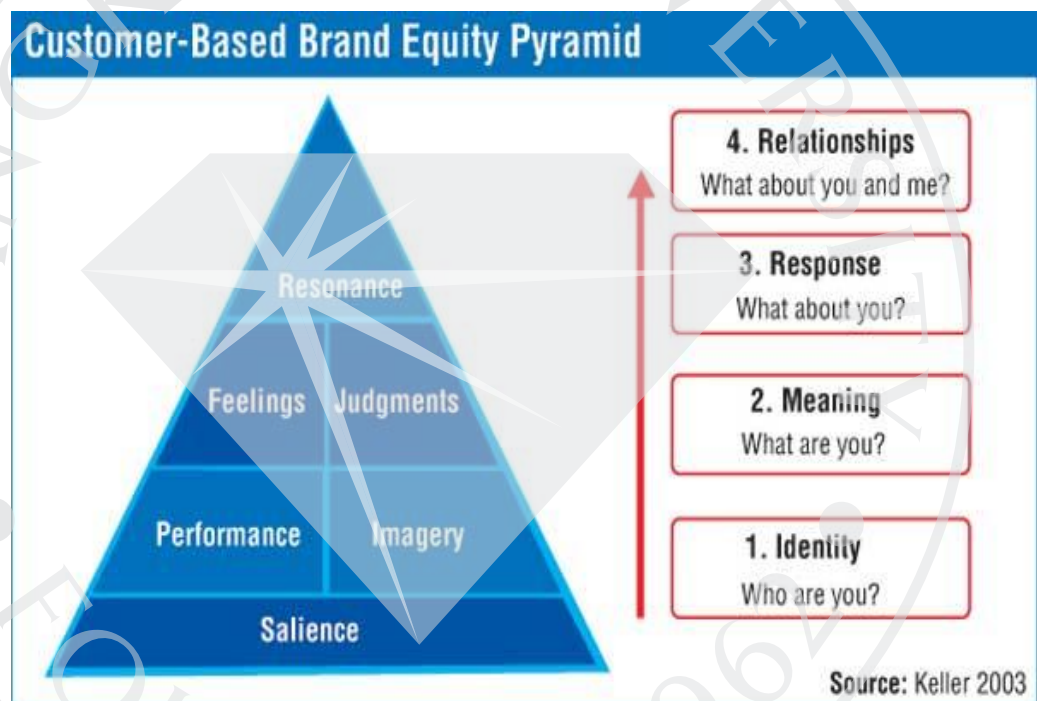 Customer-Based Brand Equity Pyramid
4. Relationships
What about you and me?
3. Response
What about you?
2. Meaning
What are you?
1. Identity
Who are you?
Resonance
Feelings
Judgments
Performance
Imagery
Salience
Source: Keller 2003